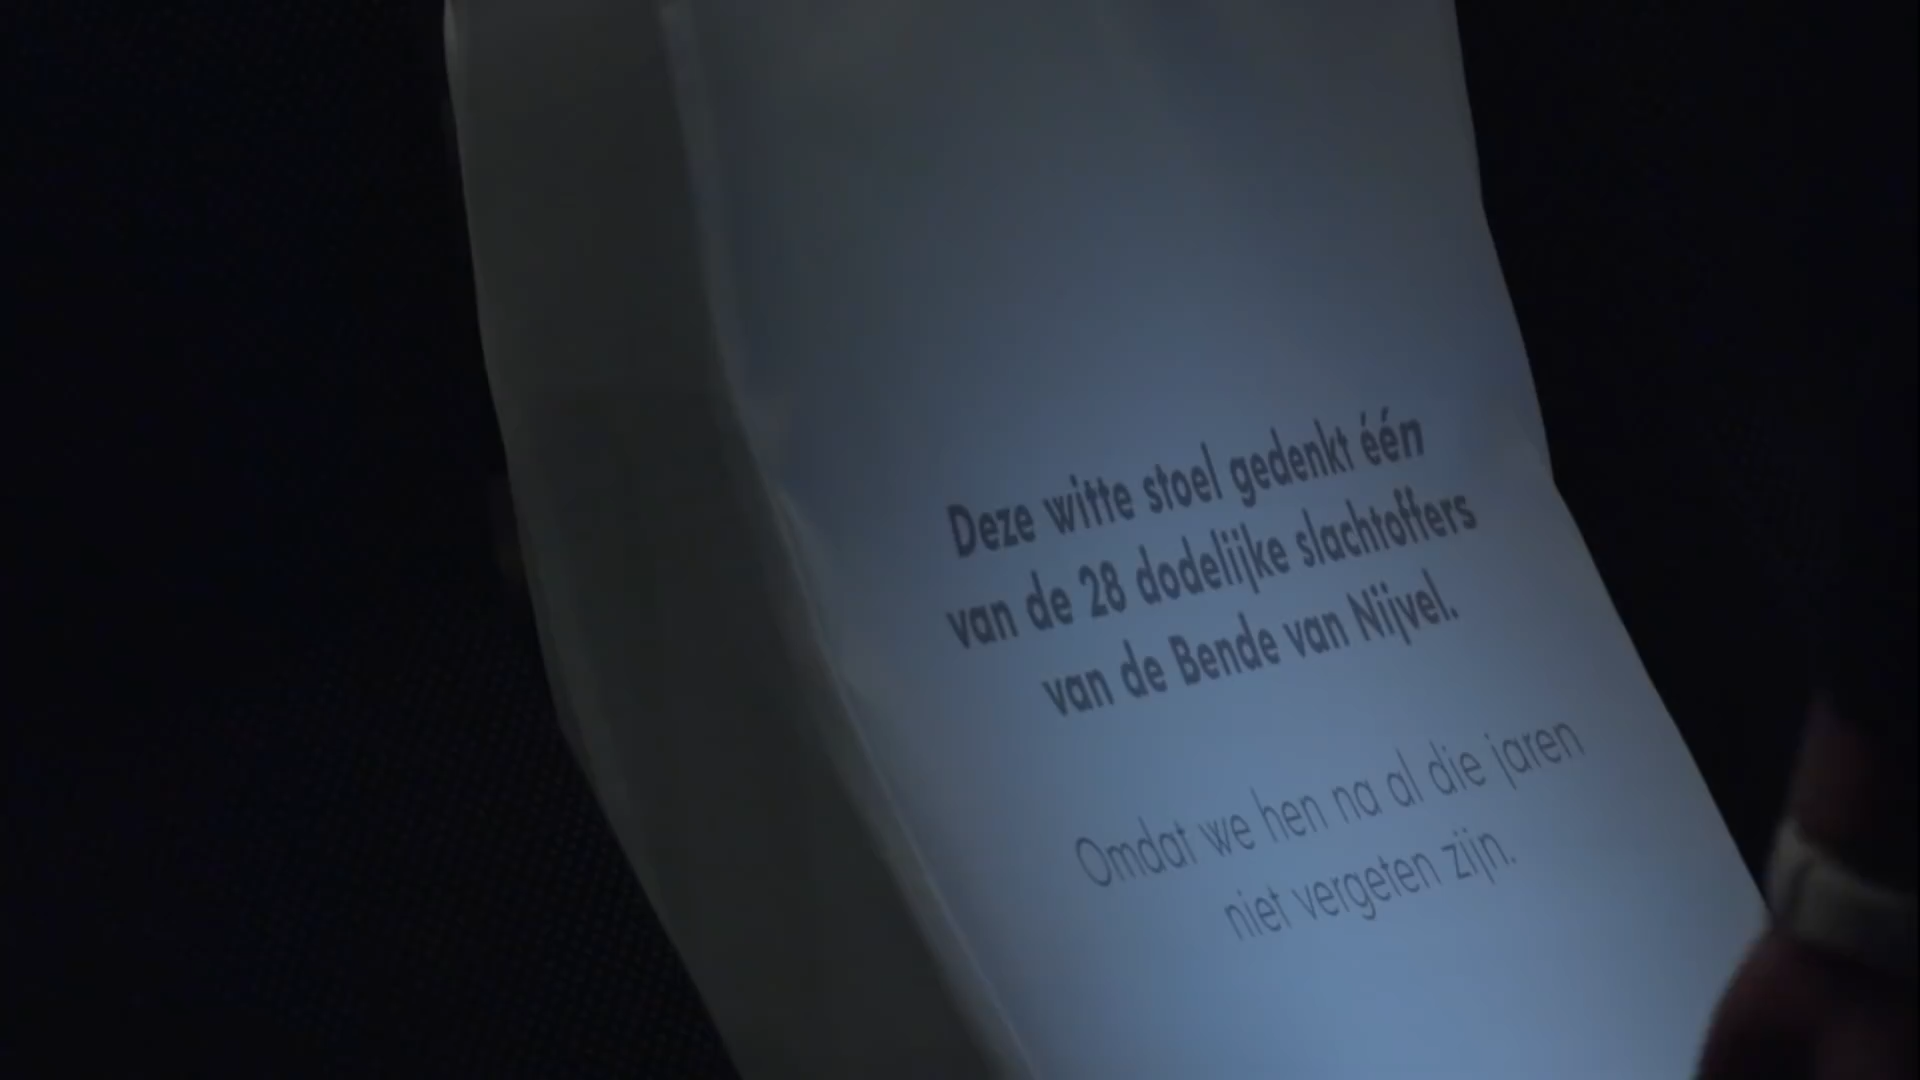 Deze witte stoel gedenkt één
van de 28 dodelijke slachtoffers
van de Bende van Nijvel.
Omdat we hen na al die jaren
niet vergeten zijn.